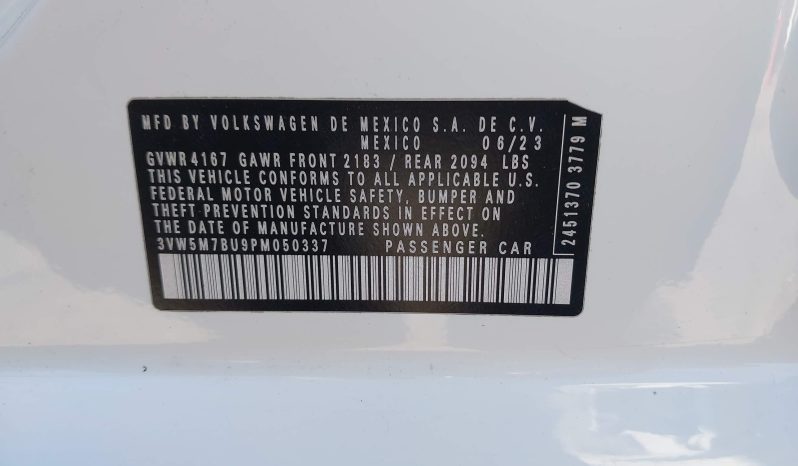 MFD BY VOLKSWAGEN DE MEXICO S.A. DE C.V.
MEXICO 06/23
GVWR 4167 GAWR FRONT 2183 / REAR 2094 LBS
THIS VEHICLE CONFORMS TO ALL APPLICABLE U.S.
FEDERAL MOTOR VEHICLE SAFETY, BUMPER AND
THEFT PREVENTION STANDARDS IN EFFECT ON
THE DATE OF MANUFACTURE SHOWN ABOVE.
3VW5M7BU9PM050337 PASSENGER CAR
2451370 3779 M